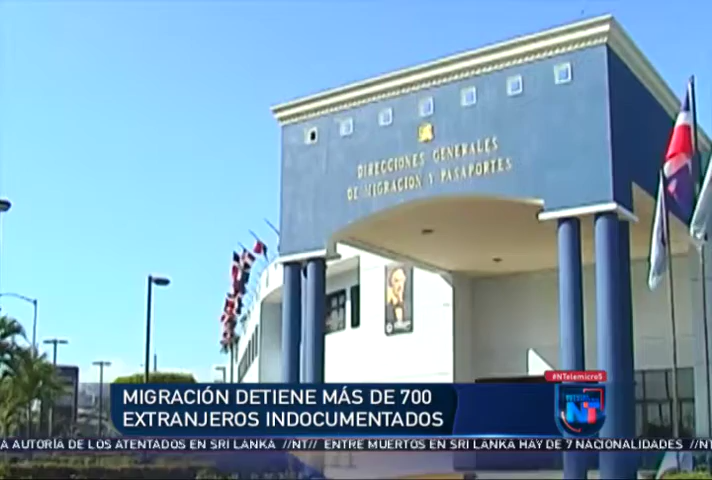 DIRECCIONES GENERALES
DE MIGRACION Y PASAPORTES
#NTelemicro5
MIGRACIÓN DETIENE MÁS DE 700
EXTRANJEROS INDOCUMENTADOS
NT
A AUTORÍA DE LOS ATENTADOS EN SRI LANKA //NT// ENTRE MUERTOS EN SRI LANKA HAY DE 7 NACIONALIDADES //NT